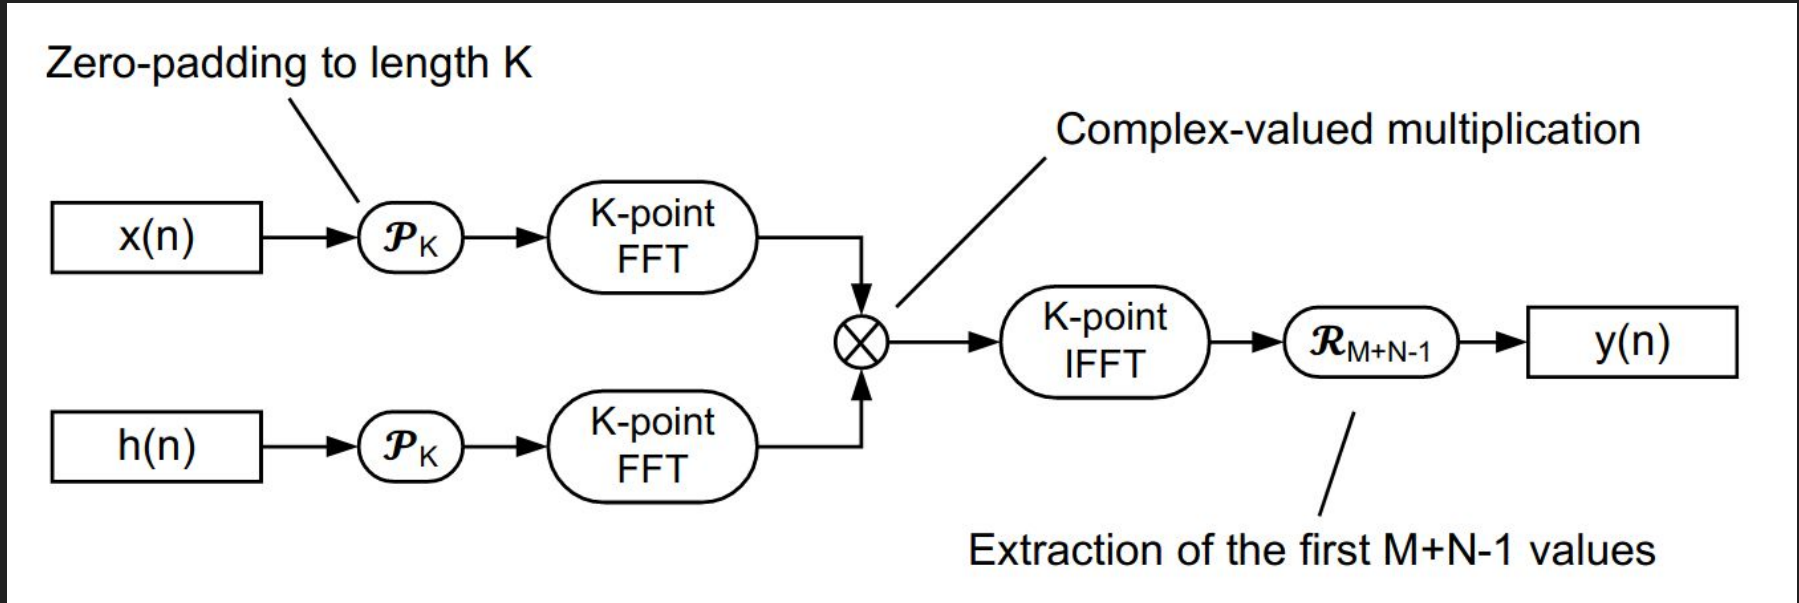 Zero-padding to length K
Complex-valued multiplication
x(n)
𝓟K
K-point
FFT
K-point
IFFT
𝓡M+N-1
y(n)
h(n)
𝓟K
K-point
FFT
Extraction of the first M+N-1 values